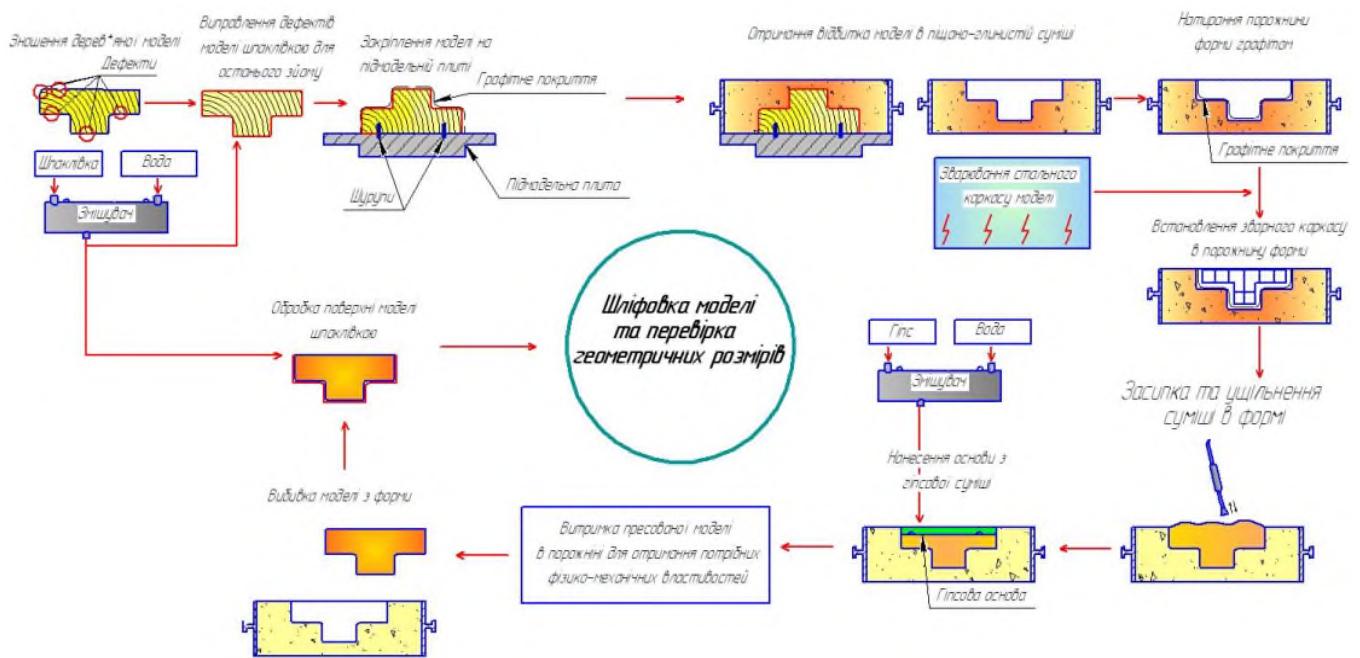 Зношення дерев*яної моделі
Дефекти
Виправлення дефектів
моделі шпаклівкою для
останього зйому
Закріплення моделі на
підмодельній плиті
Графітне покриття
Отримання відвитка моделі в піщано-глинистій суміші
Натирання порожнини
форми графітом
Шпаклівка
Вода
Змішувач
Шурупи
Підмодельна плита
Зварювання стального
каркасу моделі
Графітне покриття
Встановлення зварного каркасу
в порожнину форми
Обробка поверхні моделі
шпаклівкою
Шліфовка моделі
та перевірка
геометричних розмірів
Гіпс
Вода
Змішувач
Засипка та ущільнення
суміші в формі
Нанесення основи з
гіпсової суміші
Вибивка моделі з форми
Витримка пресованої моделі
в порожніні для отримання потрібних
фізико-механічних властивостей
Гіпсова основа